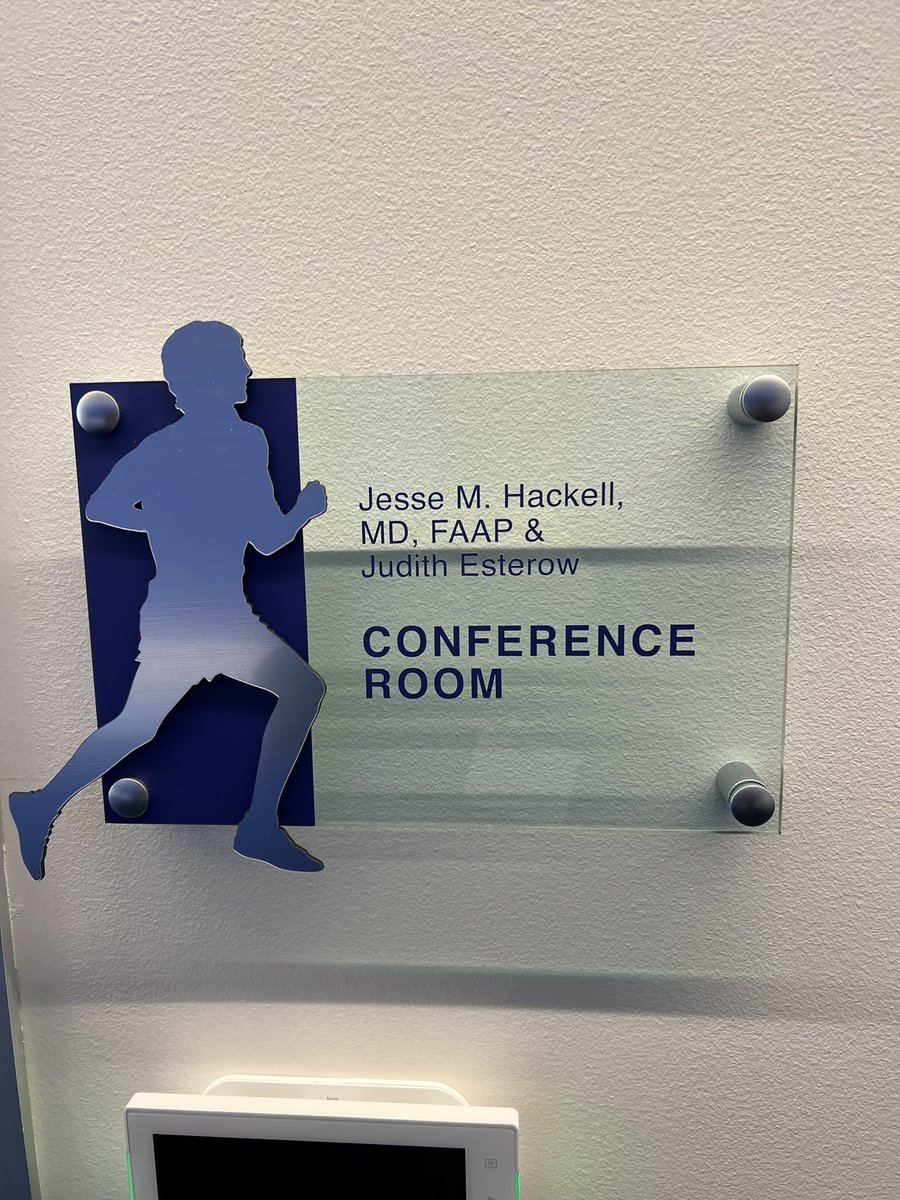 Jesse M. Hackell,
MD, FAAP &
Judith Esterow
CONFERENCE
ROOM